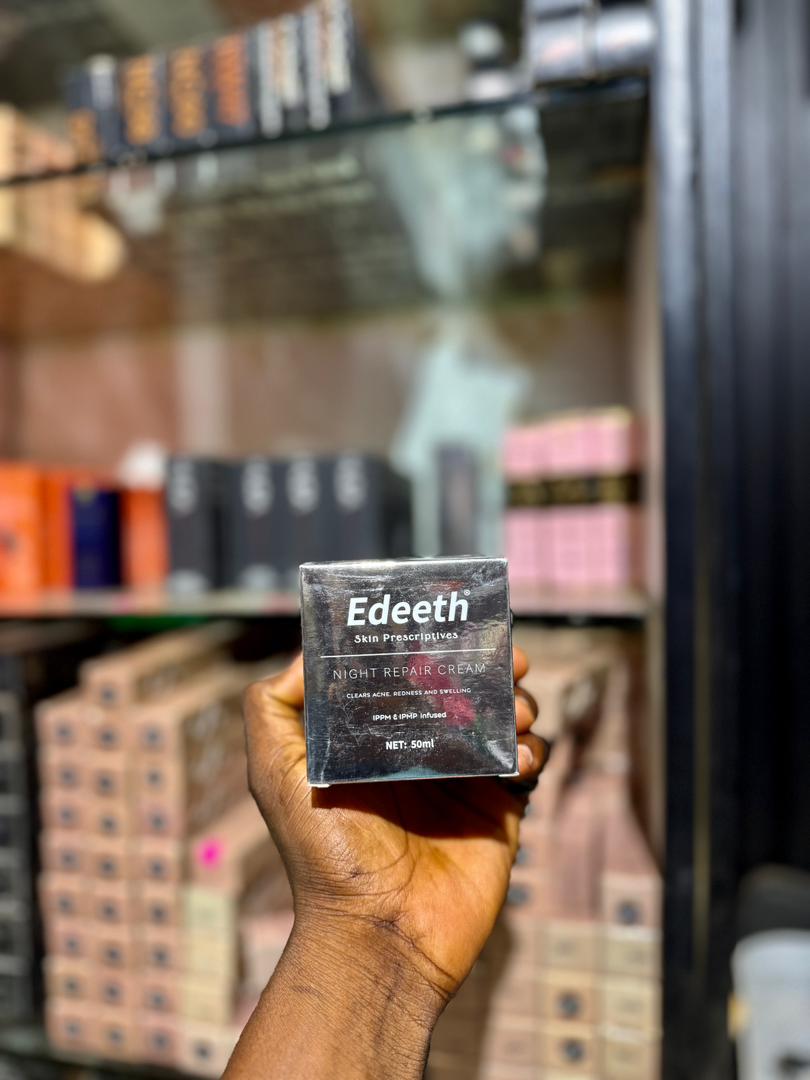 Edeeth®
Skin Prescriptives
NIGHT REPAIR CREAM
CLEARS ACNE, REDNESS AND SWELLING
IPPM & IPMP infused
NET: 50ml